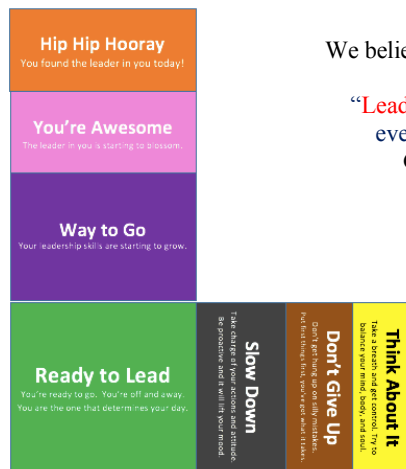 Hip Hip Hooray
You found the leader in you today!
You're Awesome
The leader in you is starting to blossom.
Way to Go
Your leadership skills are starting to grow.
Ready to Lead
You're ready to go. You're off and away.
You are the one that determines your day.
Slow Down
Take charge of your actions and attitude.
Be proactive and it will lift your mood.
Don't Give Up
Don't get hung up on silly mistakes.
Put first things first, you've got what it takes.
Think About It
Take a breath and get control. Try to
balance your mind, body, and soul.
We belie
"Lead
eve